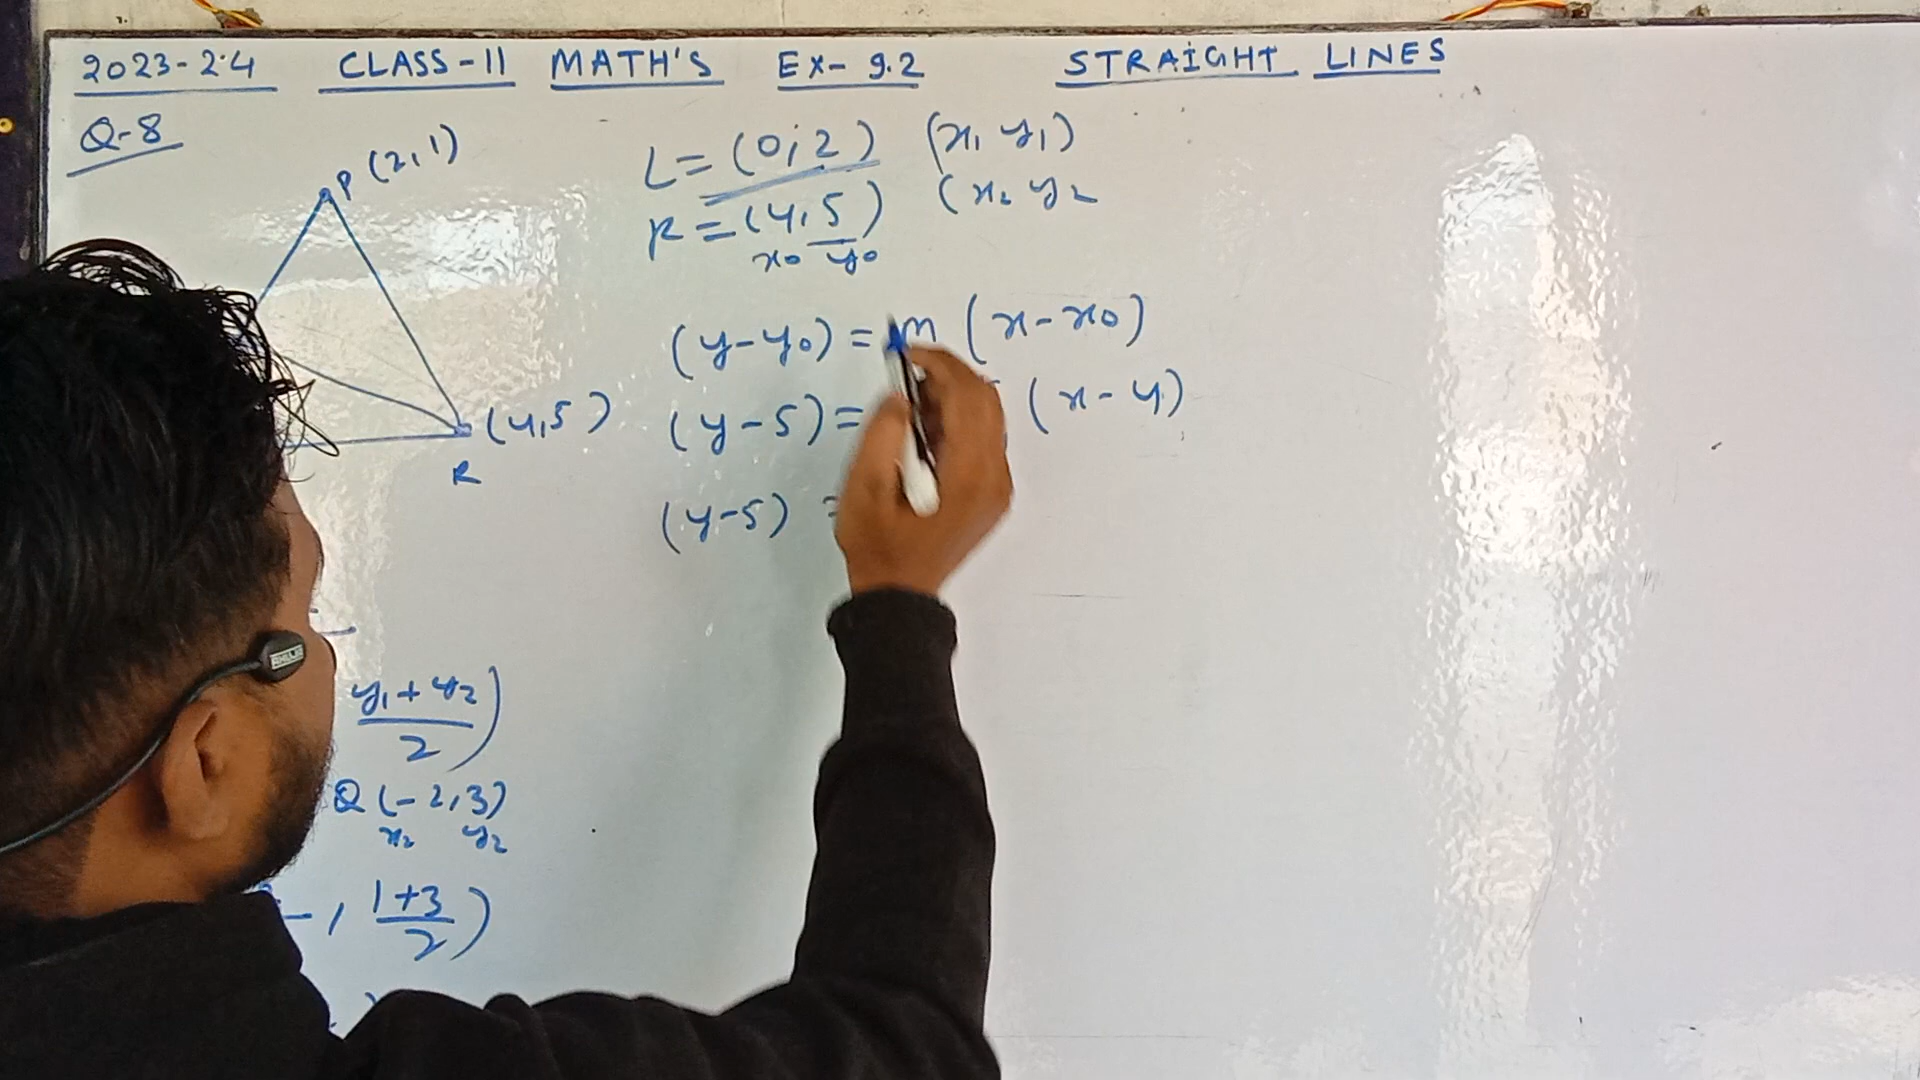 2023-24 CLASS-11 MATH'S EX- 9.2 STRAIGHT LINES
Q-8
P(2,1)
L=(0,2) (x₁ y₁)
R=(4,5) (x₂ y₂
x₀ y₀
(y-y₀)= m (x-x₀)
(4,5) (y-5)= (x-4)
R
(y-5) =
y₁+y₂
2 )
Q(-2,3)
x₂ y₂
, 1+3
2 )